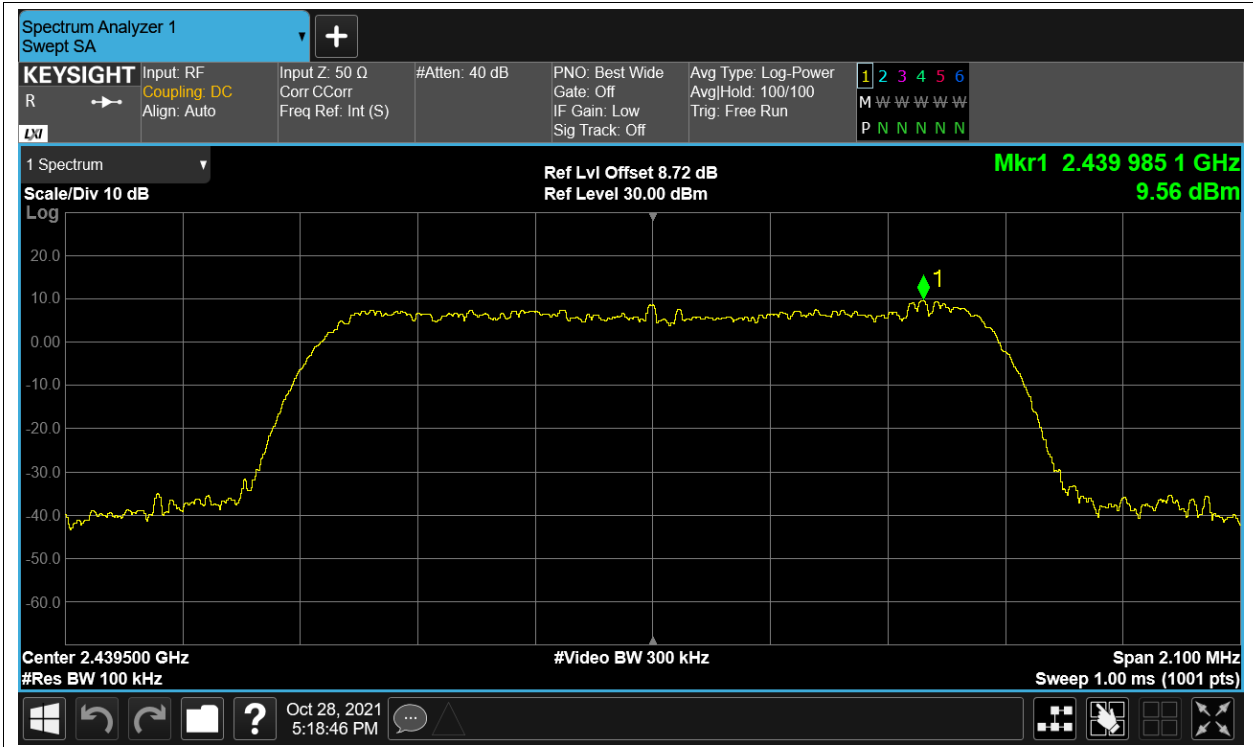 Spectrum Analyzer 1
Swept SA
KEYSIGHT
R
LXI
Input: RF
Coupling: DC
Align: Auto
Input Z: 50 Ω
Corr CCorr
Freq Ref: Int (S)
#Atten: 40 dB
PNO: Best Wide
Gate: Off
IF Gain: Low
Sig Track: Off
Avg Type: Log-Power
Avg|Hold: 100/100
Trig: Free Run
1 2 3 4 5 6
M W W W W W W
P N N N N N N
1 Spectrum
Scale/Div 10 dB
Log
Ref Lvl Offset 8.72 dB
Ref Level 30.00 dBm
Mkr1 2.439 985 1 GHz
9.56 dBm
20.0
10.0
0.00
-10.0
-20.0
-30.0
-40.0
-50.0
-60.0
1
Center 2.439500 GHz
#Res BW 100 kHz
#Video BW 300 kHz
Span 2.100 MHz
Sweep 1.00 ms (1001 pts)
?
Oct 28, 2021
5:18:46 PM